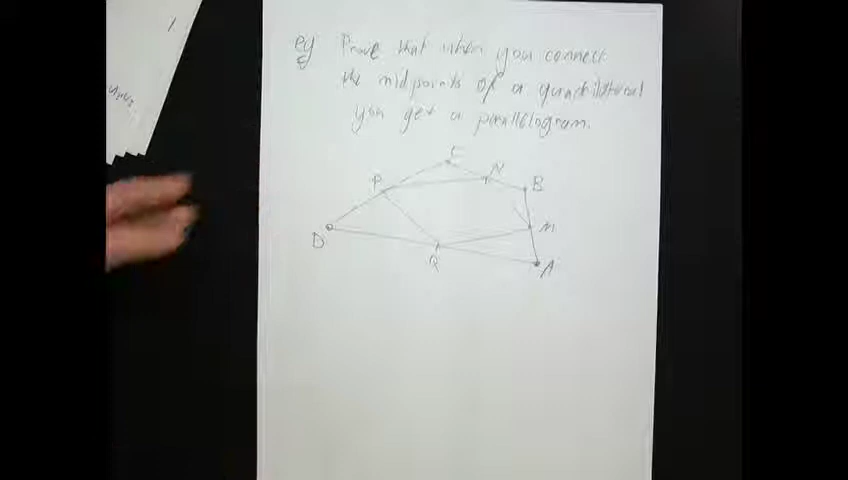 eg Prove that when you connect
the midpoints of a quadrilateral
you get a parallelogram.
C
P N B
D M
Q A